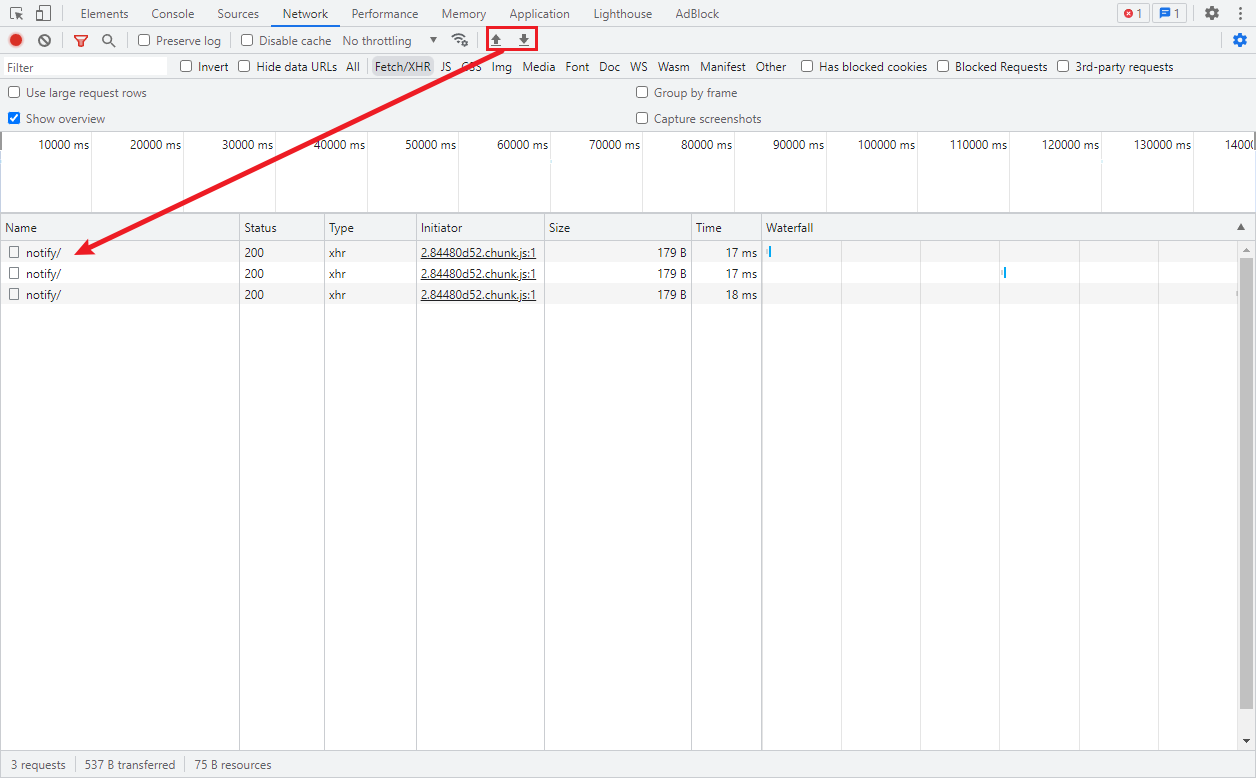 Elements Console Sources Network Performance Memory Application Lighthouse AdBlock 1 1
Preserve log Disable cache No throttling
Filter Invert Hide data URLs All Fetch/XHR JS CSS Img Media Font Doc WS Wasm Manifest Other Has blocked cookies Blocked Requests 3rd-party requests
Use large request rows Group by frame
Show overview Capture screenshots
10000 ms 20000 ms 30000 ms 40000 ms 50000 ms 60000 ms 70000 ms 80000 ms 90000 ms 100000 ms 110000 ms 120000 ms 130000 ms 14000
Name Status Type Initiator Size Time Waterfall
notify/ 200 xhr 2.84480d52.chunk.js:1 179 B 17 ms
notify/ 200 xhr 2.84480d52.chunk.js:1 179 B 17 ms
notify/ 200 xhr 2.84480d52.chunk.js:1 179 B 18 ms
3 requests 537 B transferred 75 B resources